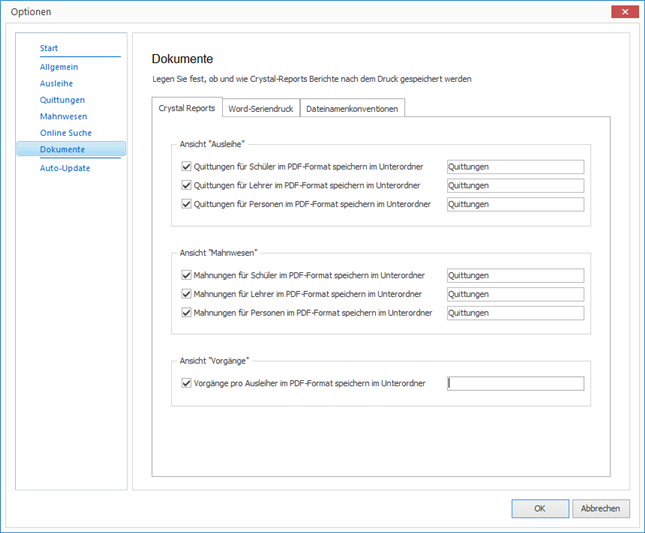 Optionen
Start
Allgemein
Ausleihe
Quittungen
Mahnwesen
Online Suche
Dokumente
Auto-Update
Dokumente
Legen Sie fest, ob und wie Crystal-Reports Berichte nach dem Druck gespeichert werden
Crystal Reports Word-Seriendruck Dateinamenkonventionen
Ansicht "Ausleihe"
Quittungen für Schüler im PDF-Format speichern im Unterordner Quittungen
Quittungen für Lehrer im PDF-Format speichern im Unterordner Quittungen
Quittungen für Personen im PDF-Format speichern im Unterordner Quittungen
Ansicht "Mahnwesen"
Mahnungen für Schüler im PDF-Format speichern im Unterordner Quittungen
Mahnungen für Lehrer im PDF-Format speichern im Unterordner Quittungen
Mahnungen für Personen im PDF-Format speichern im Unterordner Quittungen
Ansicht "Vorgänge"
Vorgänge pro Ausleiher im PDF-Format speichern im Unterordner
OK Abbrechen